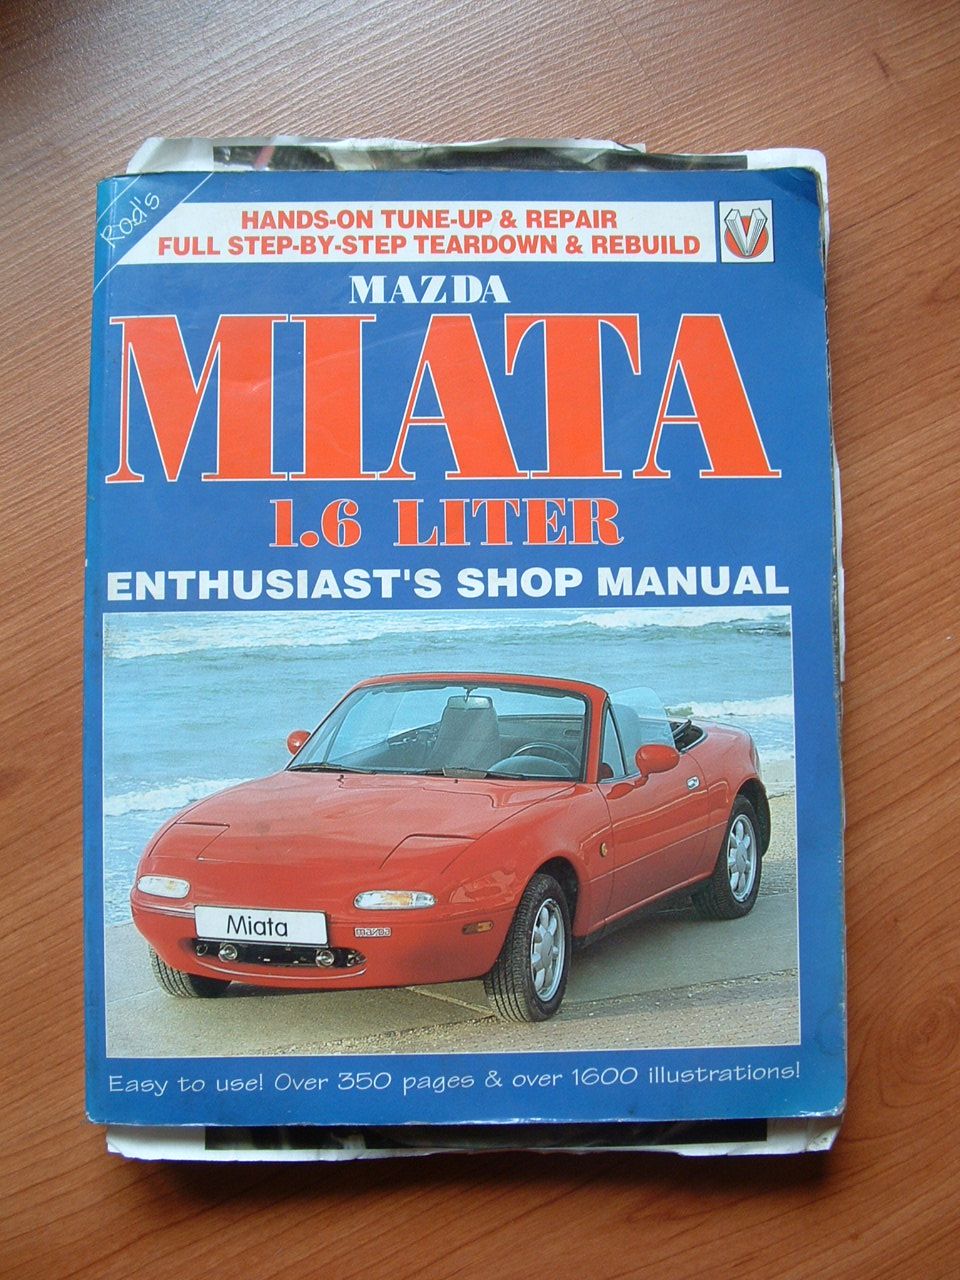 Rod's
HANDS-ON TUNE-UP & REPAIR
FULL STEP-BY-STEP TEARDOWN & REBUILD
V
MAZDA
MIATA
1.6 LITER
ENTHUSIAST'S SHOP MANUAL
Miata
mazda
Easy to use! Over 350 pages & over 1600 illustrations!